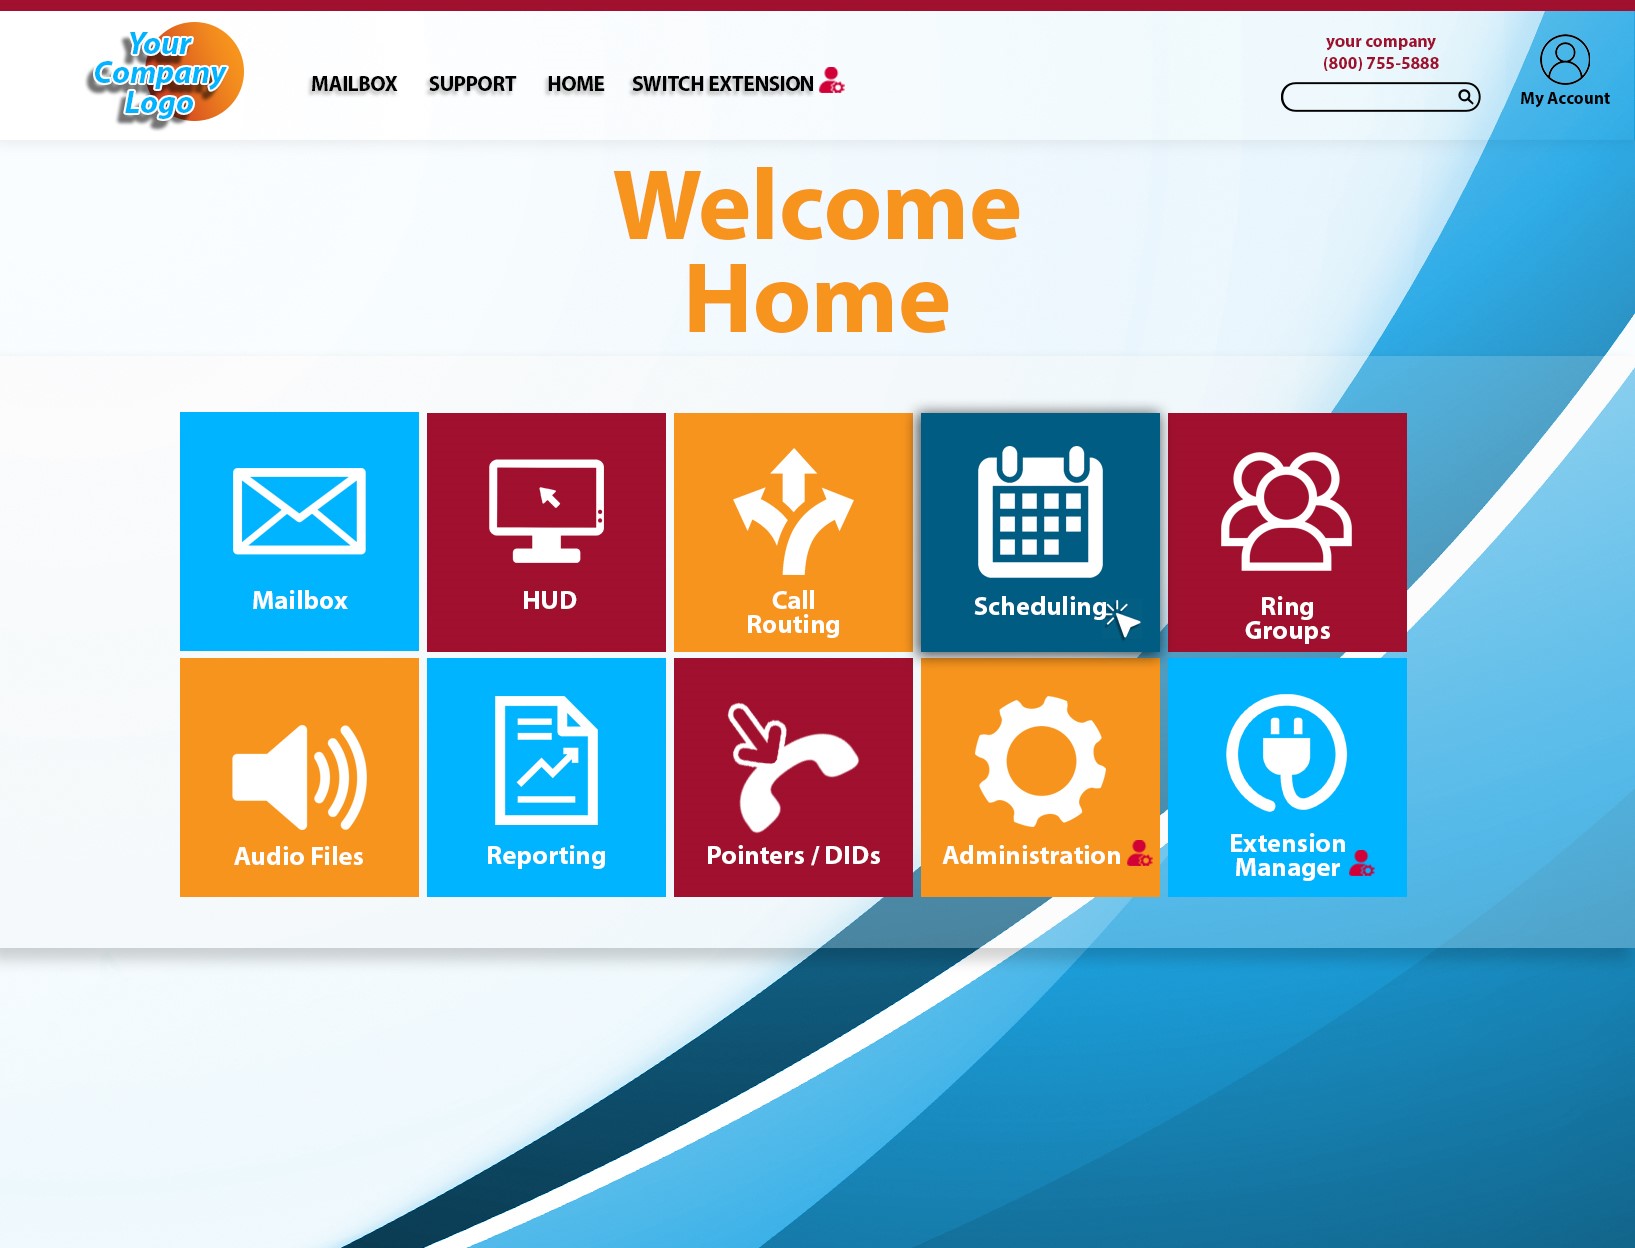 Your
Company
Logo
MAILBOX SUPPORT HOME SWITCH EXTENSION
your company
(800) 755-5888
My Account
Welcome
Home
Mailbox
HUD
Call
Routing
Scheduling
Ring
Groups
Audio Files
Reporting
Pointers / DIDs
Administration
Extension
Manager